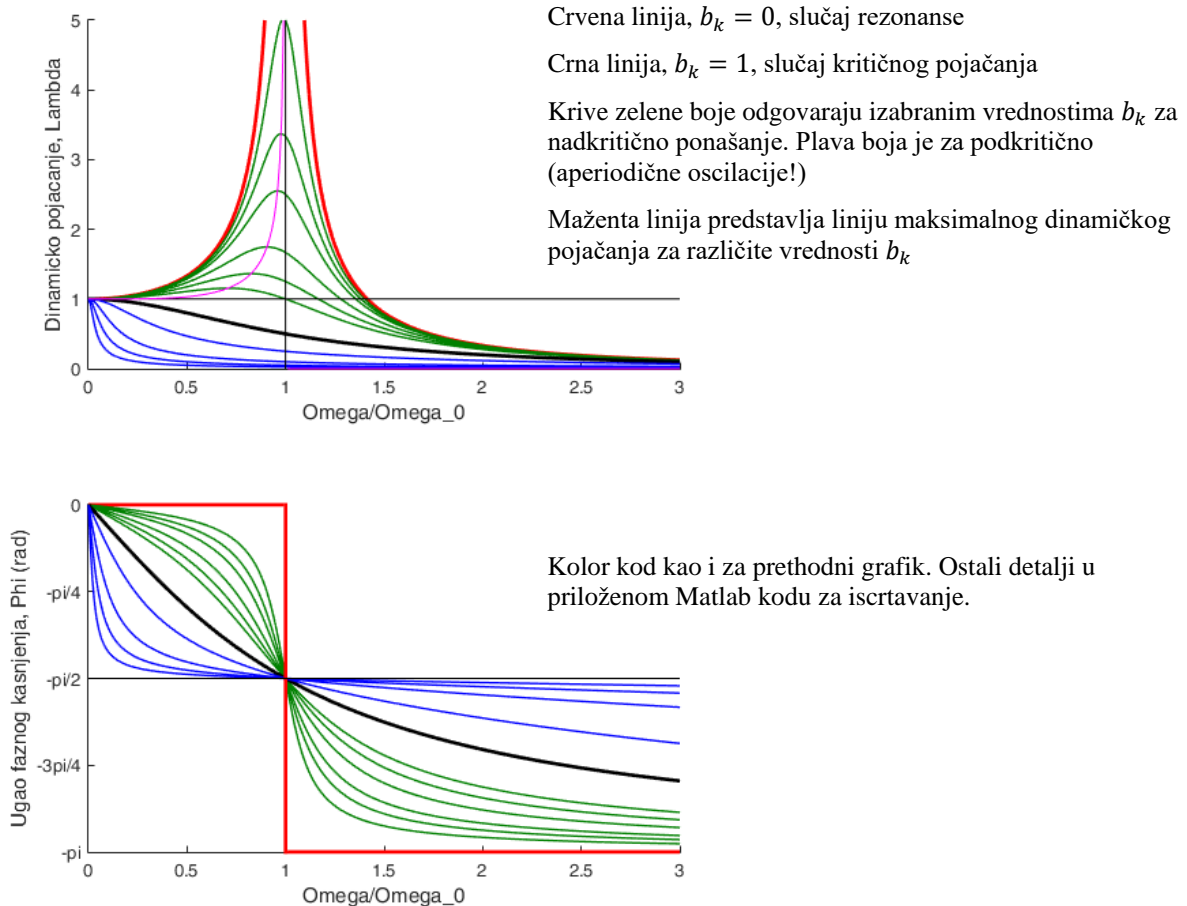 5
4
3
2
1
0
Dinamicko pojacanje, Lambda
0
0.5
1
1.5
2
2.5
3
Omega/Omega_0
Crvena linija, 𝑏𝑘 = 0, slučaj rezonanse
Crna linija, 𝑏𝑘 = 1, slučaj kritičnog pojačanja
Krive zelene boje odgovaraju izabranim vrednostima 𝑏𝑘 za
nadkritično ponašanje. Plava boja je za podkritično
(aperiodične oscilacije!)
Maženta linija predstavlja liniju maksimalnog dinamičkog
pojačanja za različite vrednosti 𝑏𝑘
0
-pi/4
-pi/2
-3pi/4
-pi
Ugao faznog kasnjenja, Phi (rad)
0
0.5
1
1.5
2
2.5
3
Omega/Omega_0
Kolor kod kao i za prethodni grafik. Ostali detalji u
priloženom Matlab kodu za iscrtavanje.